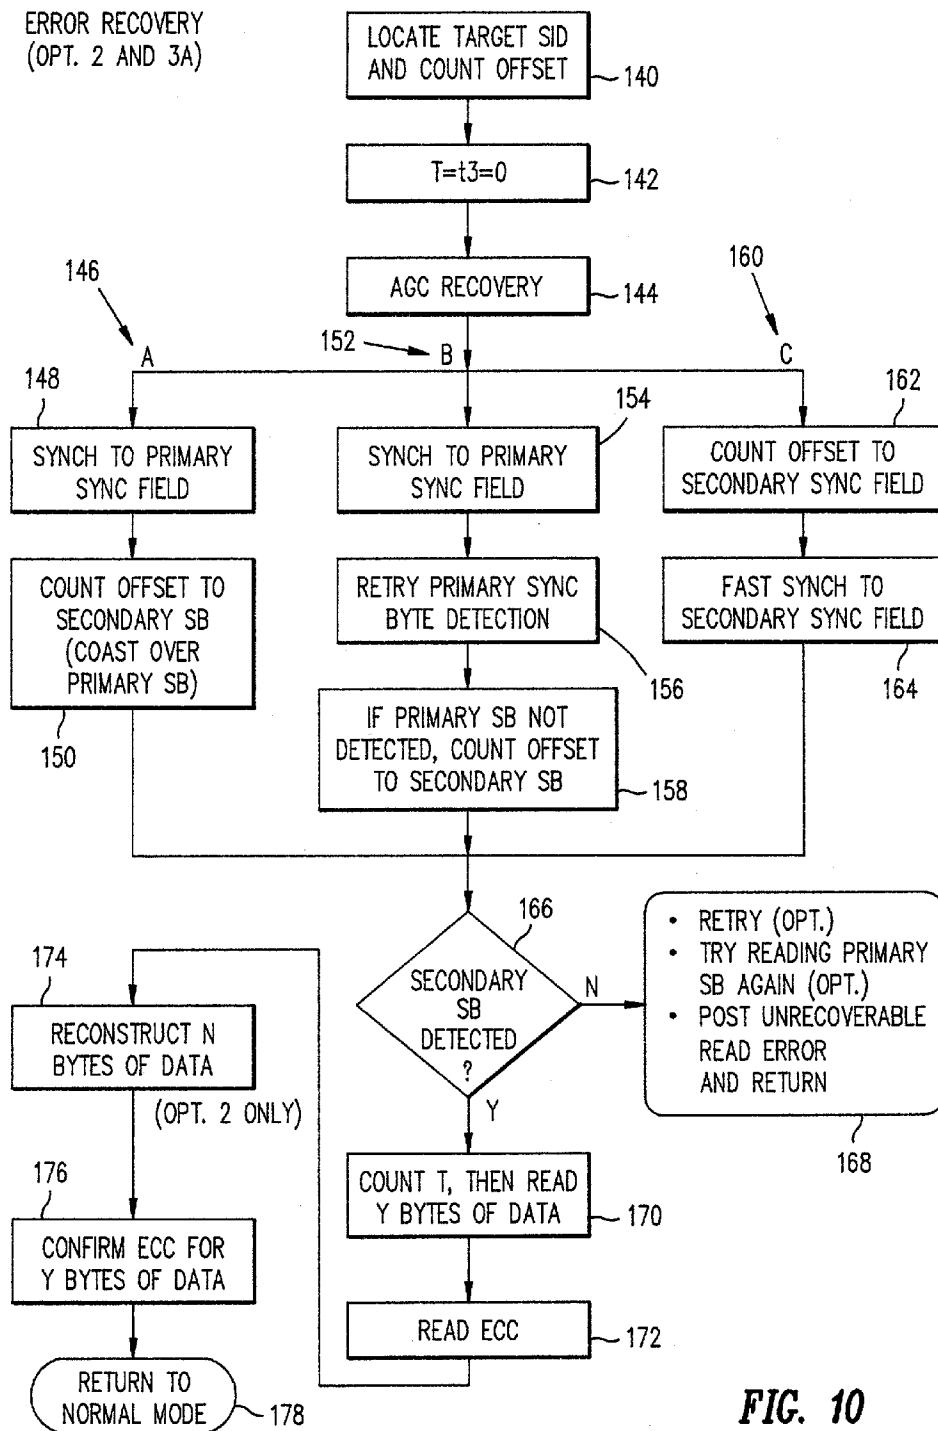 ERROR RECOVERY
(OPT. 2 AND 3A)
LOCATE TARGET SID
AND COUNT OFFSET
140
T=t3=0
142
AGC RECOVERY
144
146
A
152
B
160
C
148
SYNCH TO PRIMARY
SYNC FIELD
154
SYNCH TO PRIMARY
SYNC FIELD
162
COUNT OFFSET TO
SECONDARY SYNC FIELD
COUNT OFFSET TO
SECONDARY SB
(COAST OVER
PRIMARY SB)
150
RETRY PRIMARY SYNC
BYTE DETECTION
156
FAST SYNCH TO
SECONDARY SYNC FIELD
164
IF PRIMARY SB NOT
DETECTED, COUNT OFFSET
TO SECONDARY SB
158
166
SECONDARY
SB
DETECTED
?
N
Y
• RETRY (OPT.)
• TRY READING PRIMARY
SB AGAIN (OPT.)
• POST UNRECOVERABLE
READ ERROR
AND RETURN
168
COUNT T, THEN READ
Y BYTES OF DATA
170
READ ECC
172
174
RECONSTRUCT N
BYTES OF DATA
(OPT. 2 ONLY)
176
CONFIRM ECC FOR
Y BYTES OF DATA
RETURN TO
NORMAL MODE
178
FIG. 10